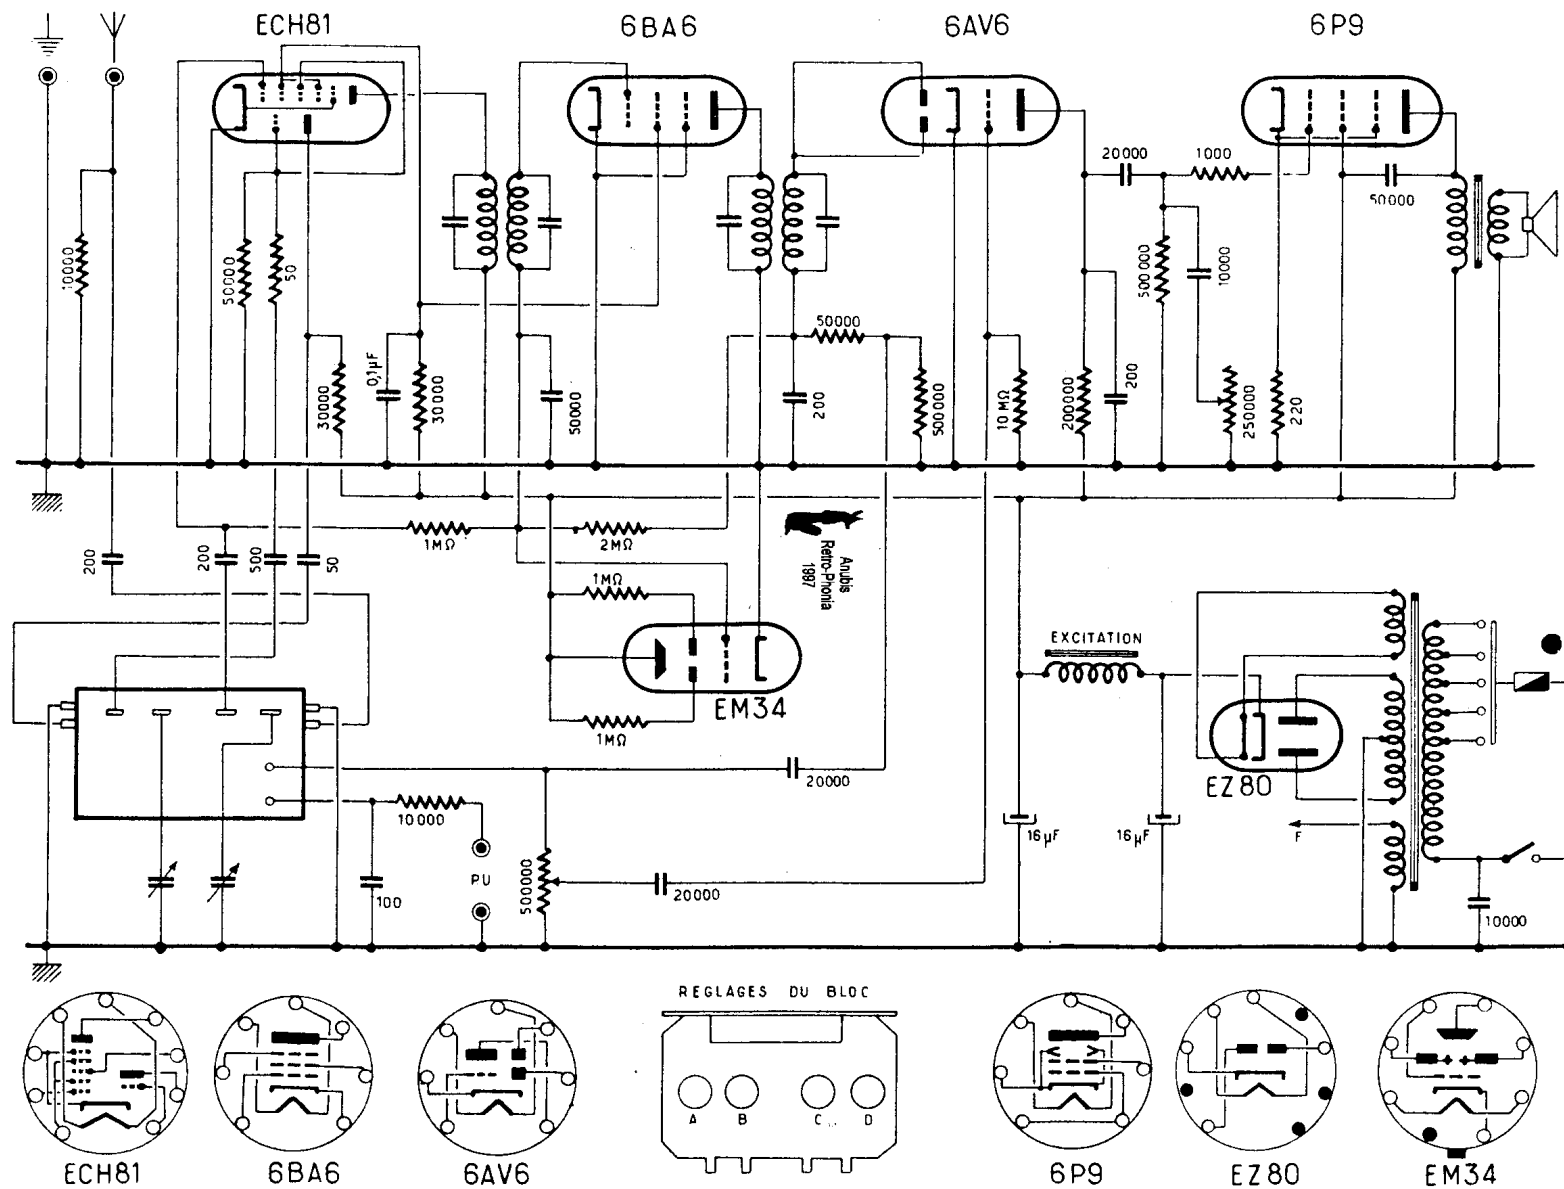 ECH81
6BA6
6AV6
6P9
20000
1000
50000
10000
50000
50
500000
10000
50000
0,1µF
30000
30000
50000
200
500000
10 MΩ
200000
200
250000
220
1MΩ
2MΩ
200
200
500
50
Anubis
Retro-Phonia
1997
1MΩ
EXCITATION
EM34
1MΩ
20000
EZ80
10000
16µF
16µF
F
PU
500000
100
20000
10000
REGLAGES DU BLOC
A
B
C
D
ECH81
6BA6
6AV6
6P9
EZ80
EM34